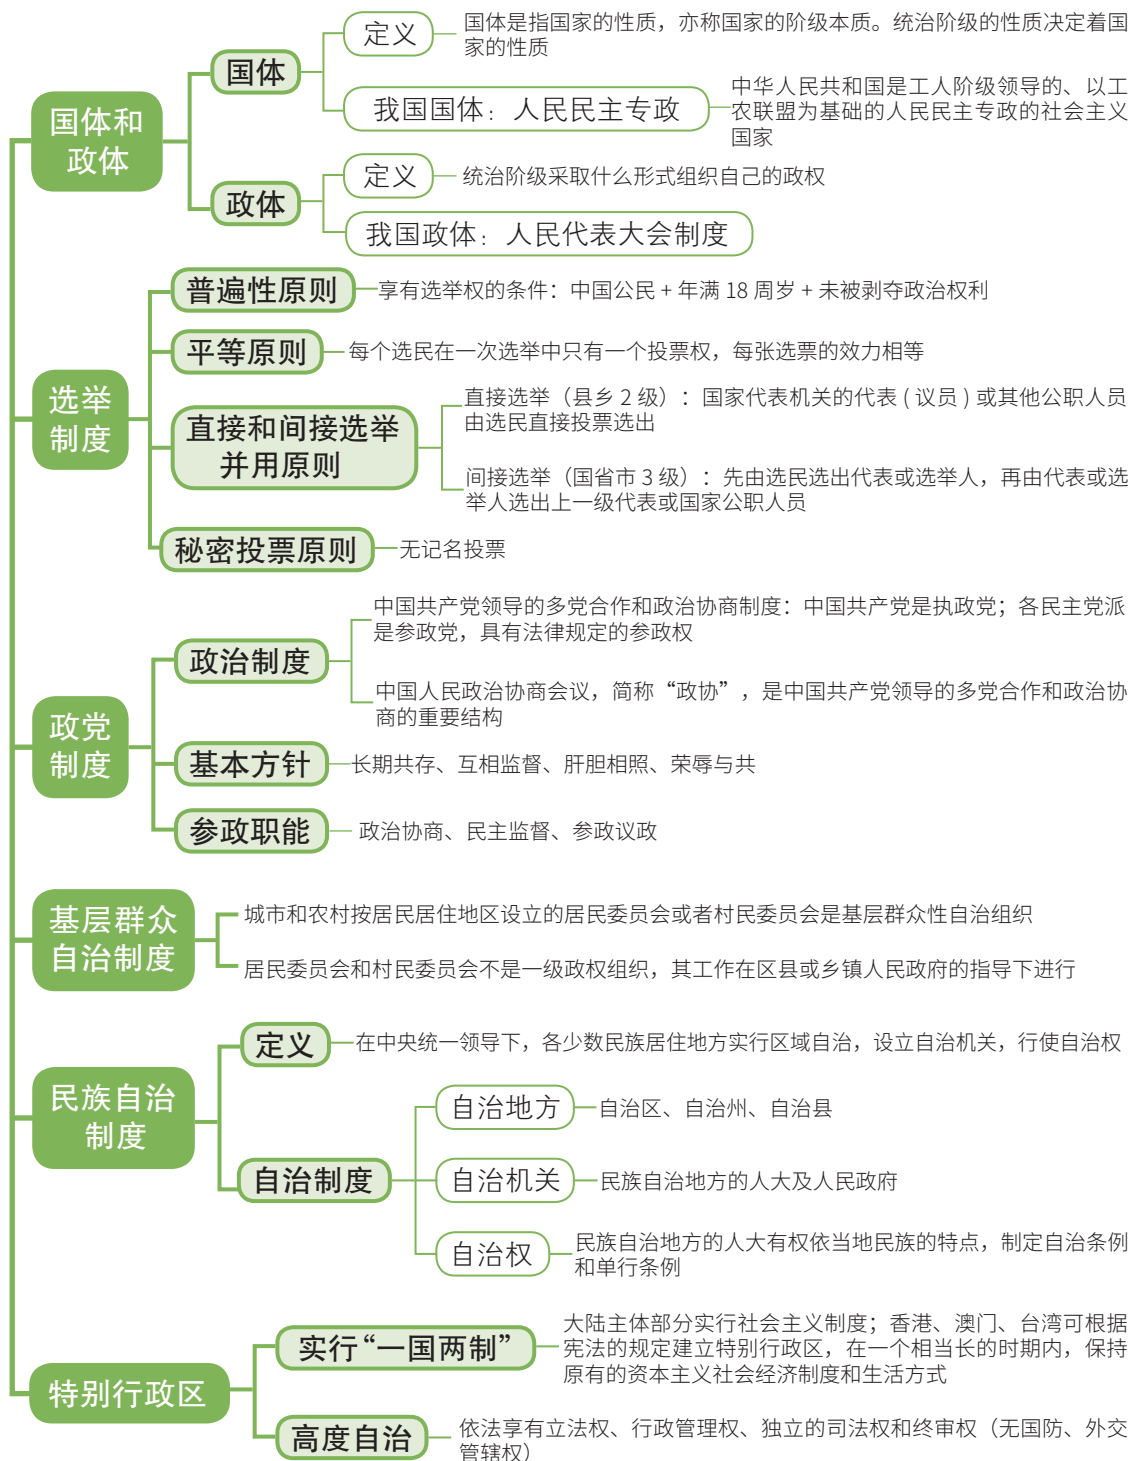 国体和
政体
国体
定义
国体是指国家的性质，亦称国家的阶级本质。统治阶级的性质决定着国
家的性质
我国国体：人民民主专政
中华人民共和国是工人阶级领导的、以工
农联盟为基础的人民民主专政的社会主义
国家
政体
定义
统治阶级采取什么形式组织自己的政权
我国政体：人民代表大会制度
选举
制度
普遍性原则
享有选举权的条件：中国公民 + 年满 18 周岁 + 未被剥夺政治权利
平等原则
每个选民在一次选举中只有一个投票权，每张选票的效力相等
直接和间接选举
并用原则
直接选举（县乡 2 级）：国家代表机关的代表 ( 议员 ) 或其他公职人员
由选民直接投票选出
间接选举（国省市 3 级）：先由选民选出代表或选举人，再由代表或选
举人选出上一级代表或国家公职人员
秘密投票原则
无记名投票
政党
制度
政治制度
中国共产党领导的多党合作和政治协商制度：中国共产党是执政党；各民主党派
是参政党，具有法律规定的参政权
中国人民政治协商会议，简称“政协”，是中国共产党领导的多党合作和政治协
商的重要结构
基本方针
长期共存、互相监督、肝胆相照、荣辱与共
参政职能
政治协商、民主监督、参政议政
基层群众
自治制度
城市和农村按居民居住地区设立的居民委员会或者村民委员会是基层群众性自治组织
居民委员会和村民委员会不是一级政权组织，其工作在区县或乡镇人民政府的指导下进行
民族自治
制度
定义
在中央统一领导下，各少数民族居住地方实行区域自治，设立自治机关，行使自治权
自治制度
自治地方
自治区、自治州、自治县
自治机关
民族自治地方的人大及人民政府
自治权
民族自治地方的人大有权依当地民族的特点，制定自治条例
和单行条例
特别行政区
实行“一国两制”
大陆主体部分实行社会主义制度；香港、澳门、台湾可根据
宪法的规定建立特别行政区，在一个相当长的时期内，保持
原有的资本主义社会经济制度和生活方式
高度自治
依法享有立法权、行政管理权、独立的司法权和终审权（无国防、外交
管辖权）